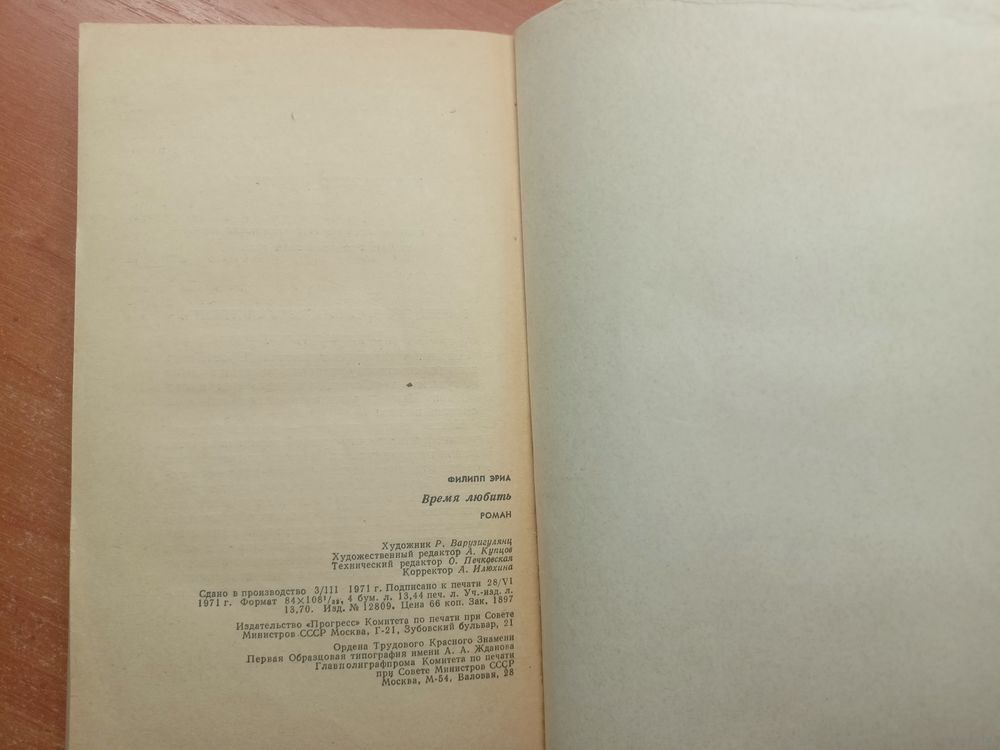 ФИЛИПП ЭРИА
Время любить
РОМАН
Художник Р. Варузигулянц
Художественный редактор А. Купцов
Технический редактор О. Печковская
Корректор А. Илюхина
Сдано в производство 3/III 1971 г. Подписано к печати 28/VI
1971 г. Формат 84×108¹/₃₂, 4 бум. л. 13,44 печ. л. Уч.-изд. л.
13,70. Изд. № 12809. Цена 66 коп. Зак. 1897
Издательство «Прогресс» Комитета по печати при Совете
Министров СССР Москва, Г-21, Зубовский бульвар, 21
Ордена Трудового Красного Знамени
Первая Образцовая типография имени А. А. Жданова
Главполиграфпрома Комитета по печати
при Совете Министров СССР
Москва, М-54, Валовая, 28